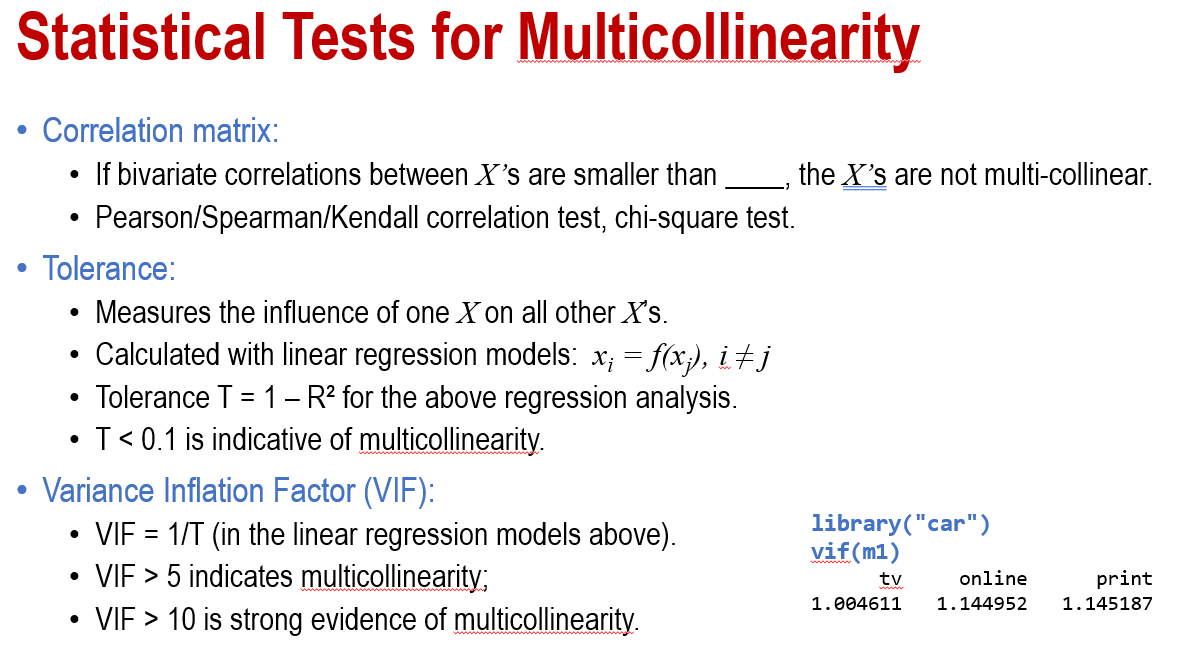 Statistical Tests for Multicollinearity
• Correlation matrix:
• If bivariate correlations between X’s are smaller than ____, the X’s are not multi-collinear.
• Pearson/Spearman/Kendall correlation test, chi-square test.
• Tolerance:
• Measures the influence of one X on all other X's.
• Calculated with linear regression models: xᵢ = f(xⱼ), i ≠ j
• Tolerance T = 1 – R² for the above regression analysis.
• T < 0.1 is indicative of multicollinearity.
• Variance Inflation Factor (VIF):
• VIF = 1/T (in the linear regression models above).
• VIF > 5 indicates multicollinearity;
• VIF > 10 is strong evidence of multicollinearity.
library("car")
vif(m1)
tv online print
1.004611 1.144952 1.145187